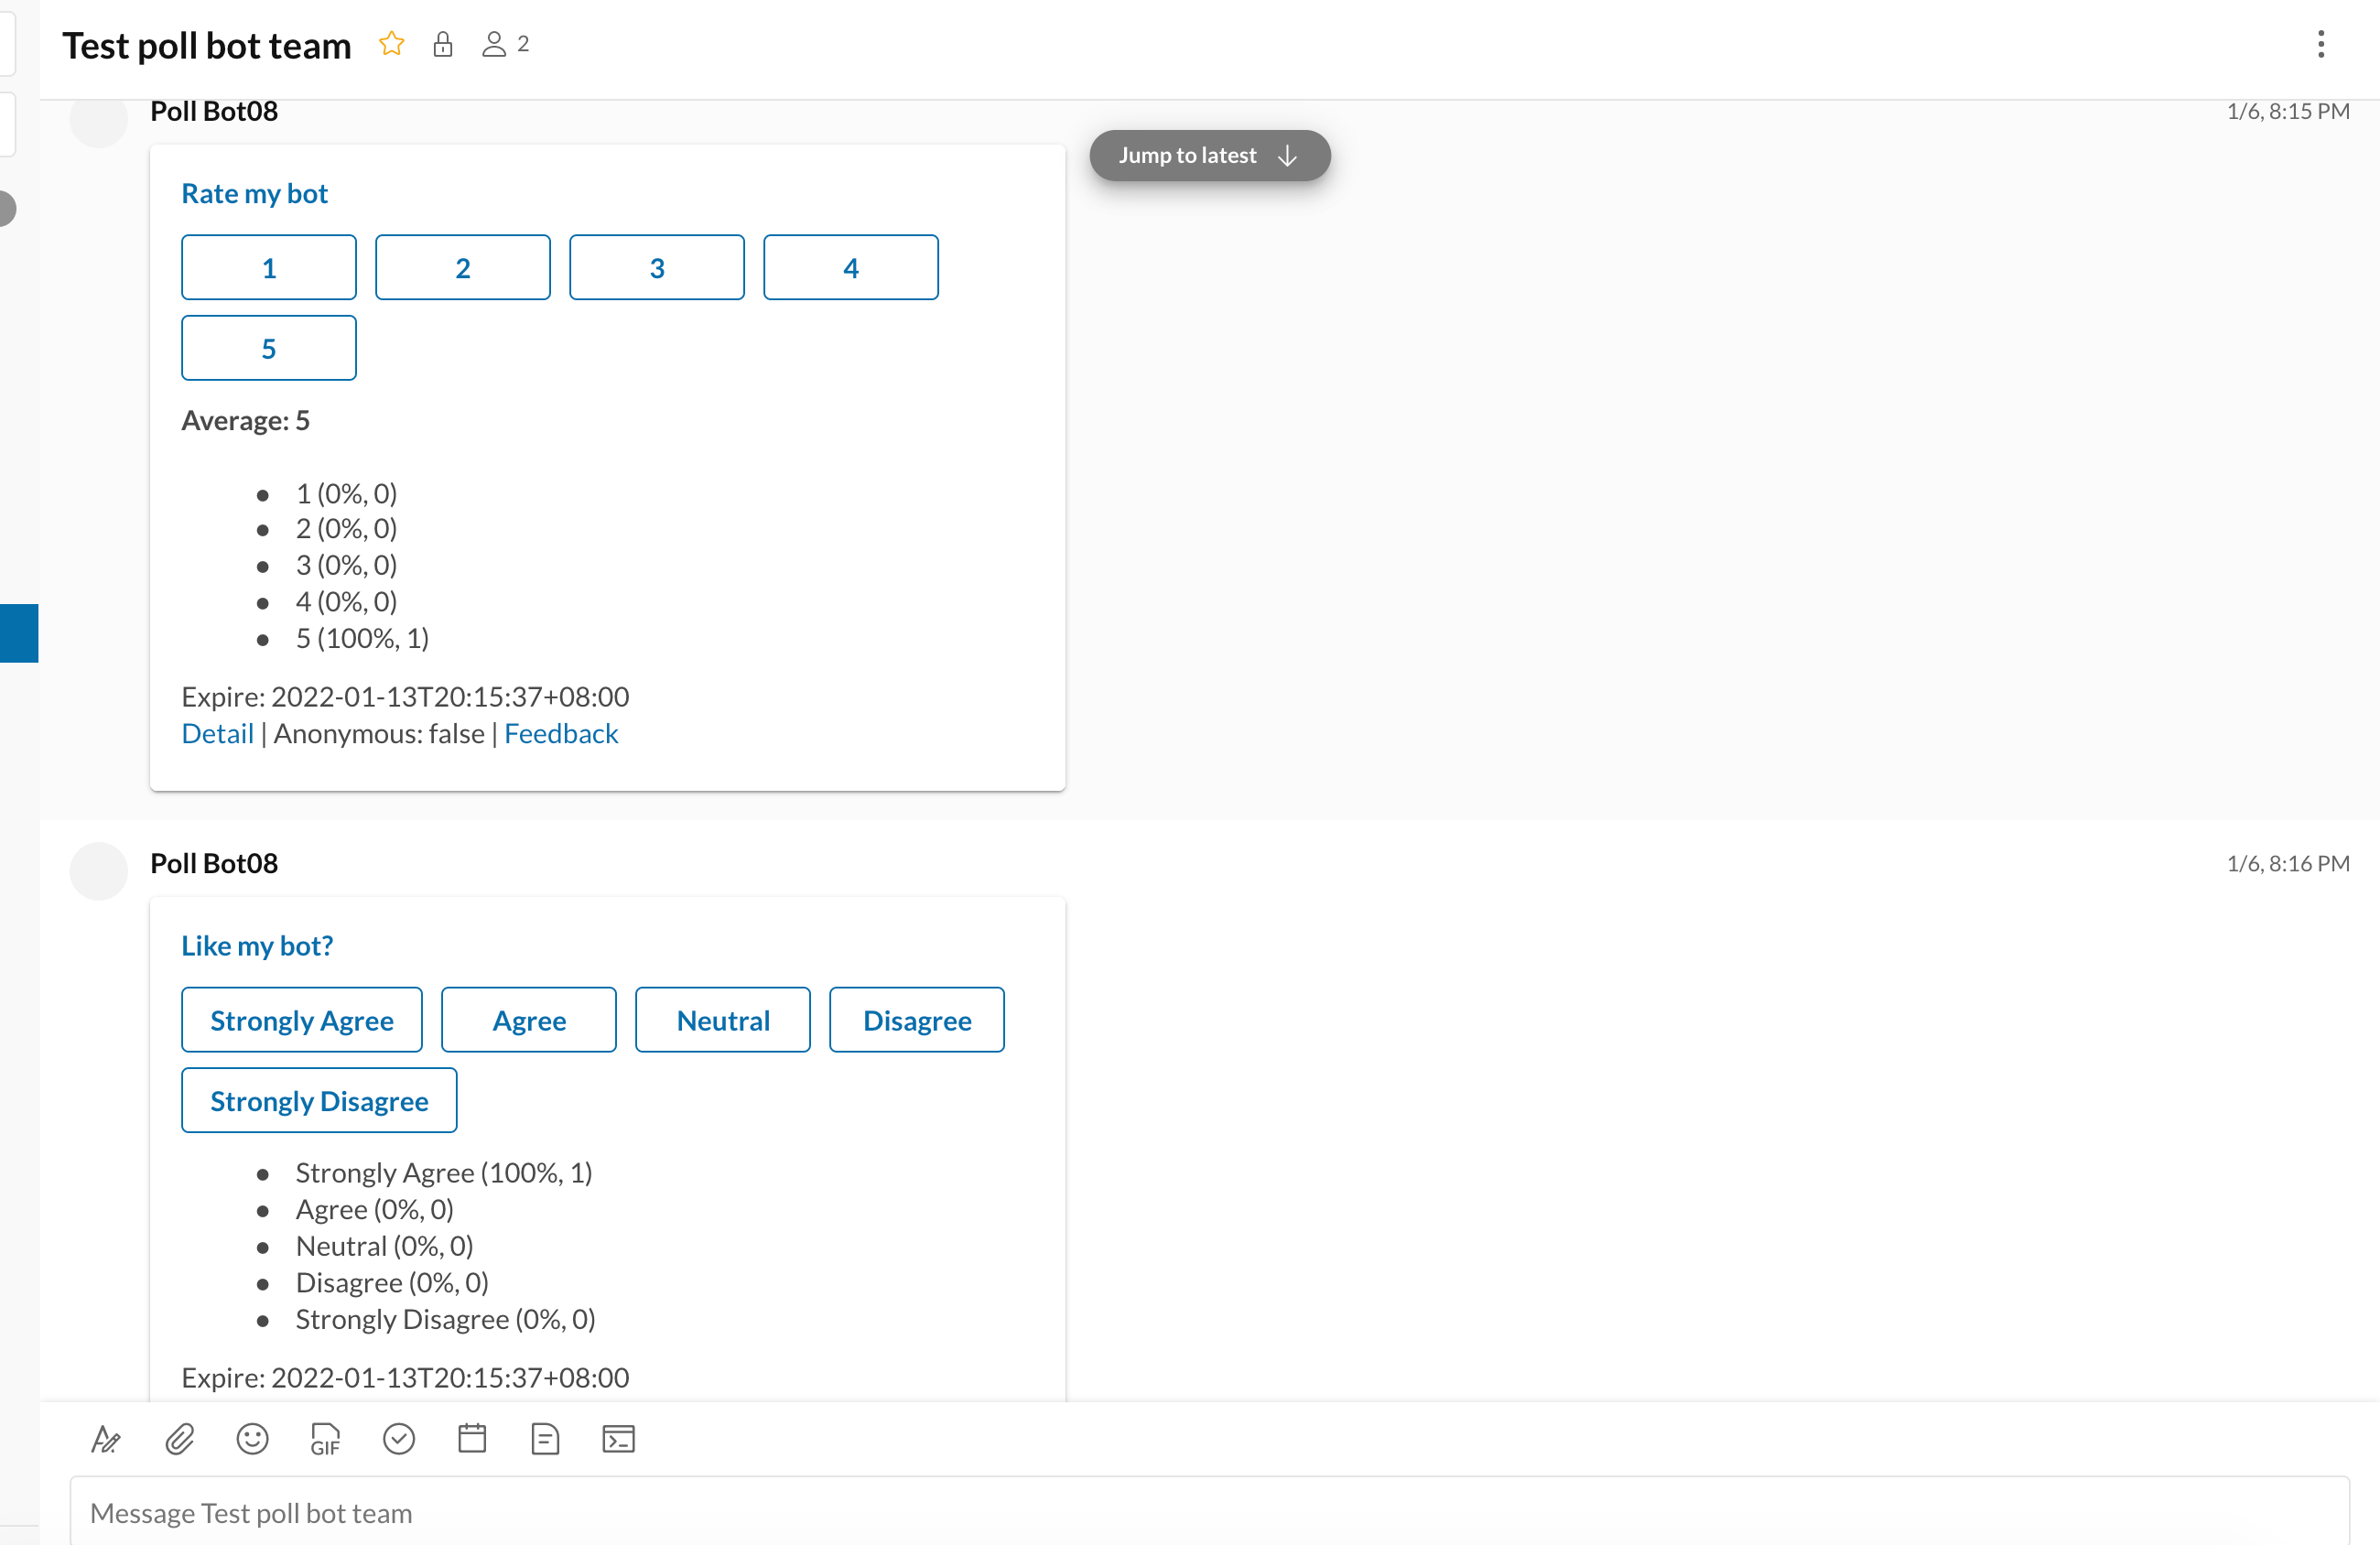 Test poll bot team 2
Poll Bot08 1/6, 8:15 PM
Jump to latest
Rate my bot
1 2 3 4
5
Average: 5
1 (0%, 0)
2 (0%, 0)
3 (0%, 0)
4 (0%, 0)
5 (100%, 1)
Expire: 2022-01-13T20:15:37+08:00
Detail | Anonymous: false | Feedback
Poll Bot08 1/6, 8:16 PM
Like my bot?
Strongly Agree Agree Neutral Disagree
Strongly Disagree
Strongly Agree (100%, 1)
Agree (0%, 0)
Neutral (0%, 0)
Disagree (0%, 0)
Strongly Disagree (0%, 0)
Expire: 2022-01-13T20:15:37+08:00
GIF
Message Test poll bot team